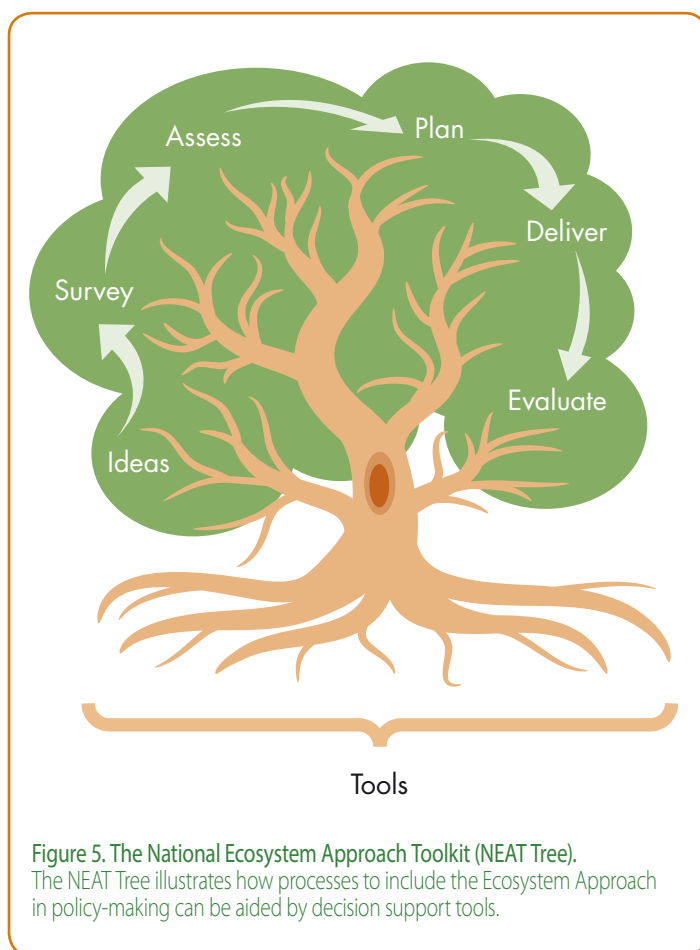 Assess
Plan
Deliver
Survey
Evaluate
Ideas
Tools
Figure 5. The National Ecosystem Approach Toolkit (NEAT Tree).
The NEAT Tree illustrates how processes to include the Ecosystem Approach
in policy-making can be aided by decision support tools.